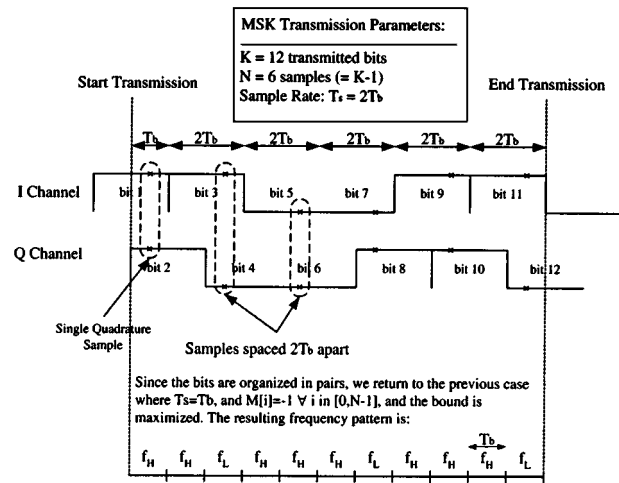 MSK Transmission Parameters:
K = 12 transmitted bits
N = 6 samples (= K-1)
Sample Rate: Ts = 2Tb
Start Transmission
End Transmission
Tb 2Tb 2Tb 2Tb 2Tb 2Tb
I Channel
bit 1 bit 3 bit 5 bit 7 bit 9 bit 11
Q Channel
bit 2 bit 4 bit 6 bit 8 bit 10 bit 12
Single Quadrature
Sample
Samples spaced 2Tb apart
Since the bits are organized in pairs, we return to the previous case
where Ts=Tb, and M[i]=-1 ∀ i in [0,N-1], and the bound is
maximized. The resulting frequency pattern is:
Tb
fH fH fL fH fH fH fL fH fH fH fL